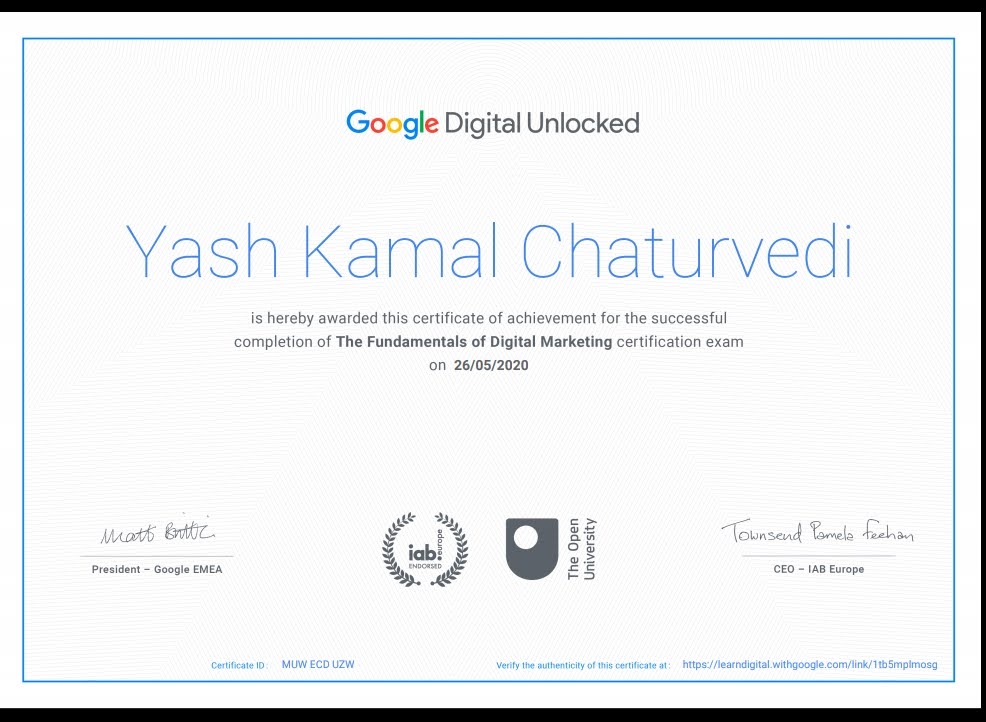 Google Digital Unlocked
Yash Kamal Chaturvedi
is hereby awarded this certificate of achievement for the successful
completion of The Fundamentals of Digital Marketing certification exam
on 26/05/2020
Matt Brittin
President – Google EMEA
iab.europe
ENDORSED
The Open
University
Townsend Pamela Feehan
CEO – IAB Europe
Certificate ID: MUW ECD UZW
Verify the authenticity of this certificate at: https://learndigital.withgoogle.com/link/1tb5mplmosg